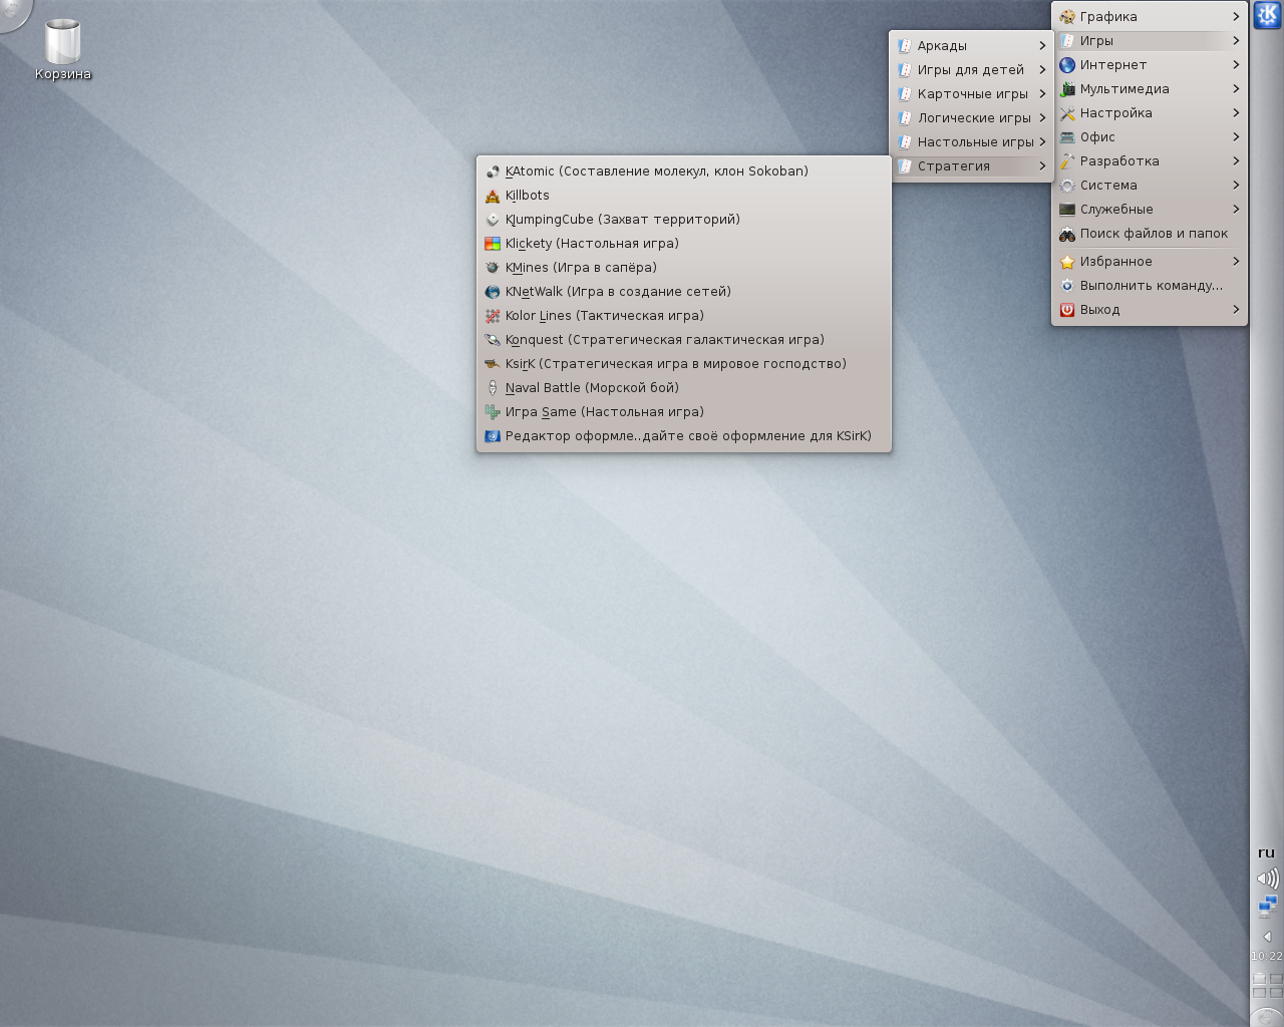 Корзина
Графика
Игры
Интернет
Мультимедиа
Настройка
Офис
Разработка
Система
Служебные
Поиск файлов и папок
Избранное
Выполнить команду...
Выход
Аркады
Игры для детей
Карточные игры
Логические игры
Настольные игры
Стратегия
KAtomic (Составление молекул, клон Sokoban)
Killbots
KJumpingCube (Захват территорий)
Klickety (Настольная игра)
KMines (Игра в сапёра)
KNetWalk (Игра в создание сетей)
Kolor Lines (Тактическая игра)
Konquest (Стратегическая галактическая игра)
KsirK (Стратегическая игра в мировое господство)
Naval Battle (Морской бой)
Игра Same (Настольная игра)
Редактор оформле..дайте своё оформление для KSirK)
ru
10:22